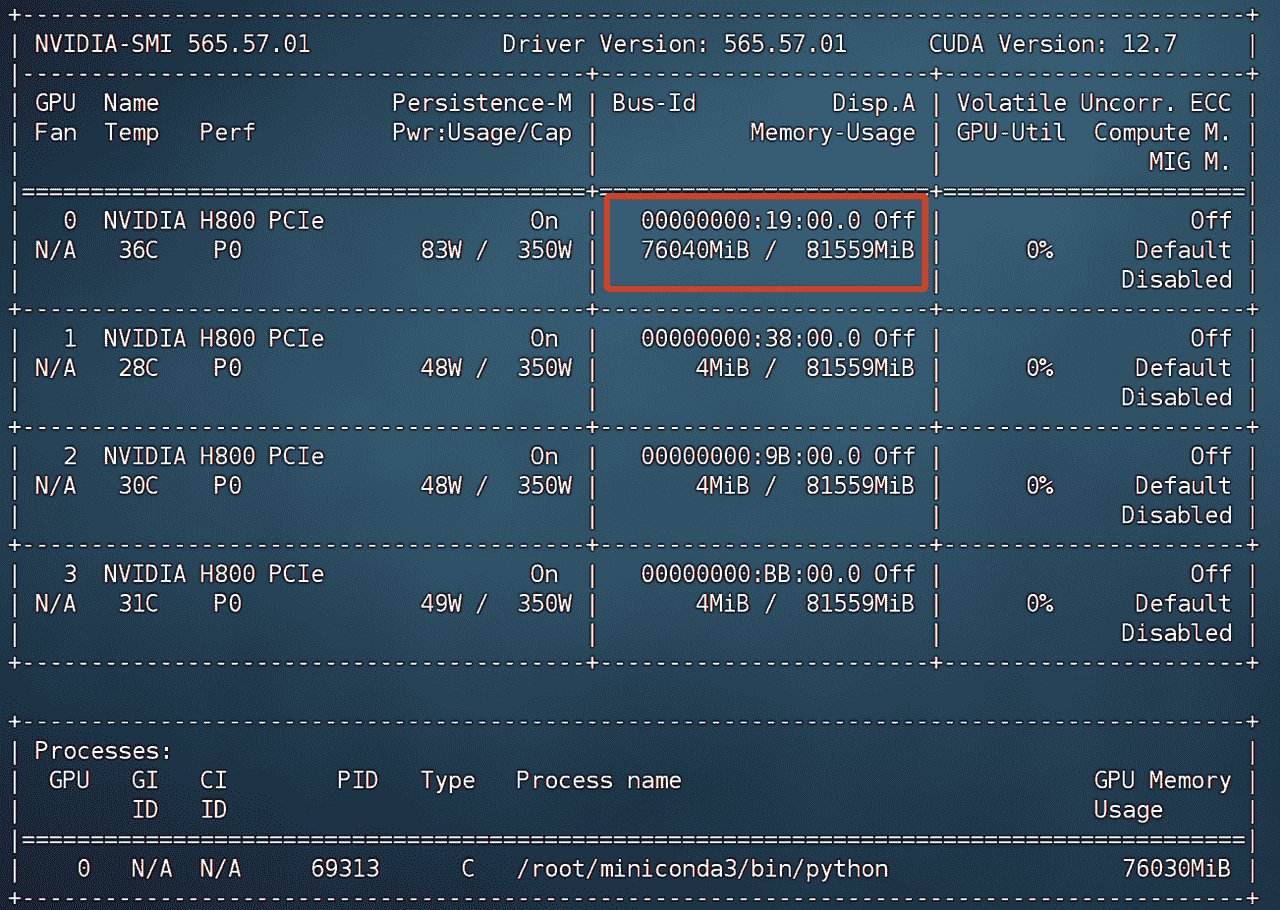 +-----------------------------------------------------------------------------------------+
| NVIDIA-SMI 565.57.01              Driver Version: 565.57.01      CUDA Version: 12.7     |
|-----------------------------------------+------------------------+----------------------+
| GPU  Name                 Persistence-M | Bus-Id          Disp.A | Volatile Uncorr. ECC |
| Fan  Temp   Perf          Pwr:Usage/Cap |           Memory-Usage | GPU-Util  Compute M. |
|                                         |                        |               MIG M. |
|=========================================+========================+======================|
|   0  NVIDIA H800 PCIe               On  |   00000000:19:00.0 Off |                  Off |
| N/A   36C    P0             83W /  350W |   76040MiB /  81559MiB |      0%      Default |
|                                         |                        |             Disabled |
+-----------------------------------------+------------------------+----------------------+
|   1  NVIDIA H800 PCIe               On  |   00000000:38:00.0 Off |                  Off |
| N/A   28C    P0             48W /  350W |       4MiB /  81559MiB |      0%      Default |
|                                         |                        |             Disabled |
+-----------------------------------------+------------------------+----------------------+
|   2  NVIDIA H800 PCIe               On  |   00000000:9B:00.0 Off |                  Off |
| N/A   30C    P0             48W /  350W |       4MiB /  81559MiB |      0%      Default |
|                                         |                        |             Disabled |
+-----------------------------------------+------------------------+----------------------+
|   3  NVIDIA H800 PCIe               On  |   00000000:BB:00.0 Off |                  Off |
| N/A   31C    P0             49W /  350W |       4MiB /  81559MiB |      0%      Default |
|                                         |                        |             Disabled |
+-----------------------------------------+------------------------+----------------------+

+-----------------------------------------------------------------------------------------+
| Processes:                                                                              |
|  GPU   GI   CI        PID   Type   Process name                              GPU Memory |
|        ID   ID                                                               Usage      |
|=========================================================================================|
|    0   N/A  N/A     69313      C   /root/miniconda3/bin/python                 76030MiB |
+-----------------------------------------------------------------------------------------+